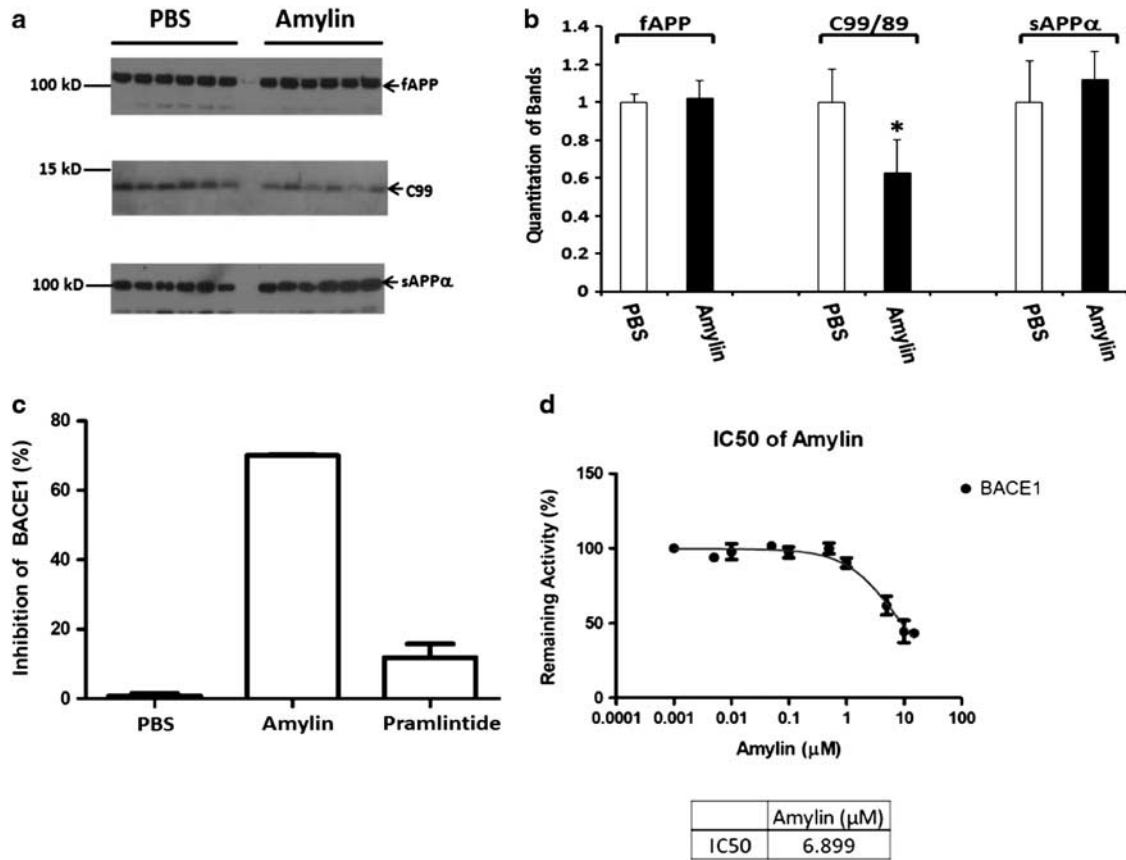 a
PBS Amylin
100 kD
fAPP
15 kD
C99
100 kD
sAPPα
b
fAPP C99/89 sAPPα
Quantitation of Bands
1.4
1.2
1
0.8
0.6
0.4
0.2
0
*
PBS Amylin PBS Amylin PBS Amylin
c
Inhibition of BACE1 (%)
80
60
40
20
0
PBS Amylin Pramlintide
d
IC50 of Amylin
BACE1
Remaining Activity (%)
150
100
50
0
0.0001 0.001 0.01 0.1 1 10 100
Amylin (μM)
Amylin (μM)
IC50 6.899